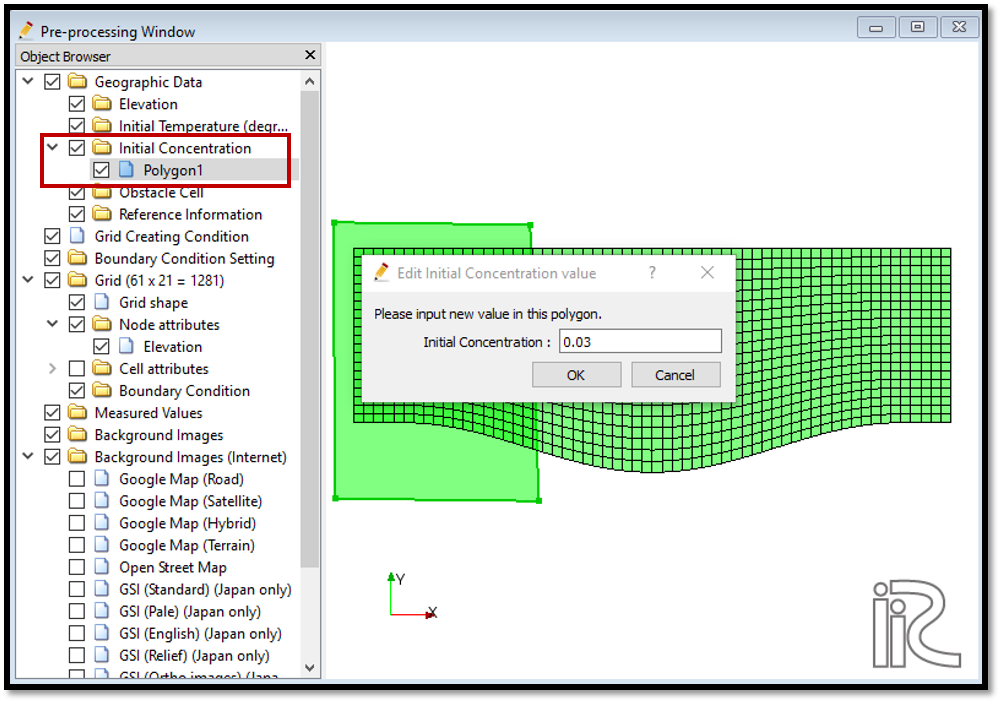 Pre-processing Window
Object Browser
Geographic Data
Elevation
Initial Temperature (degr...
Initial Concentration
Polygon1
Obstacle Cell
Reference Information
Grid Creating Condition
Boundary Condition Setting
Grid (61 x 21 = 1281)
Grid shape
Node attributes
Elevation
Cell attributes
Boundary Condition
Measured Values
Background Images
Background Images (Internet)
Google Map (Road)
Google Map (Satellite)
Google Map (Hybrid)
Google Map (Terrain)
Open Street Map
GSI (Standard) (Japan only)
GSI (Pale) (Japan only)
GSI (English) (Japan only)
GSI (Relief) (Japan only)
GSI (Ortho images) (Japa...
Edit Initial Concentration value ?
Please input new value in this polygon.
Initial Concentration : 0.03
OK Cancel
Y
X